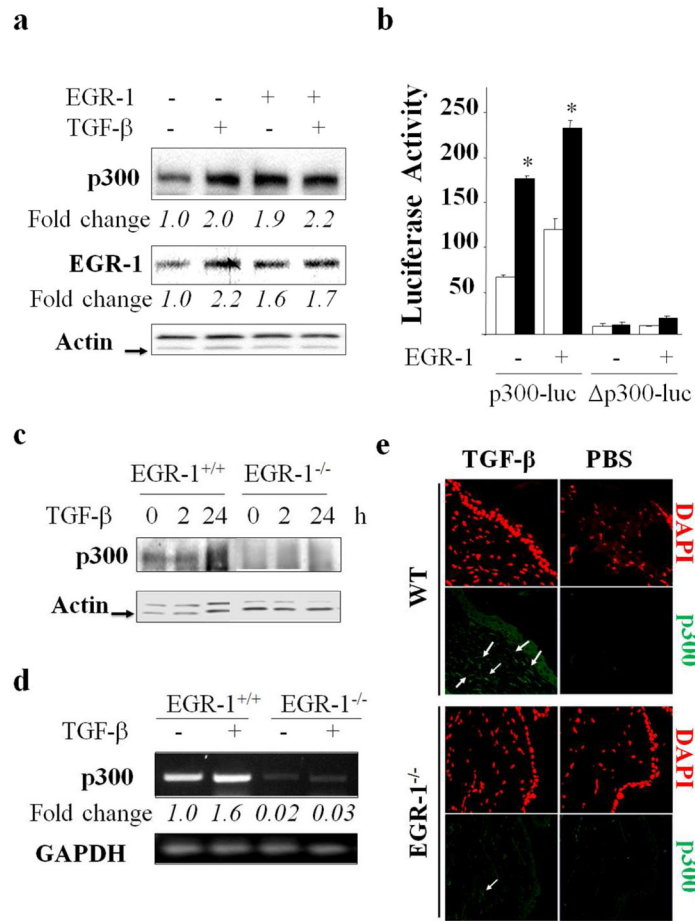 a
EGR-1 - - + +
TGF-β - + - +
p300
Fold change 1.0 2.0 1.9 2.2
EGR-1
Fold change 1.0 2.2 1.6 1.7
Actin
b
Luciferase Activity
250
200
150
100
50
* *
EGR-1 - + - +
p300-luc Δp300-luc
c
EGR-1+/+ EGR-1-/-
TGF-β 0 2 24 0 2 24 h
p300
Actin
d
EGR-1+/+ EGR-1-/-
TGF-β - + - +
p300
Fold change 1.0 1.6 0.02 0.03
GAPDH
e
TGF-β PBS
WT
DAPI
p300
EGR-1-/-
DAPI
p300